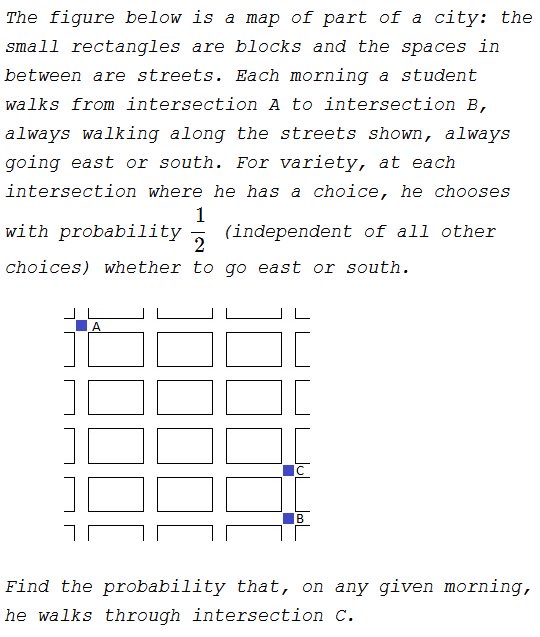 The figure below is a map of part of a city: the
small rectangles are blocks and the spaces in
between are streets. Each morning a student
walks from intersection A to intersection B,
always walking along the streets shown, always
going east or south. For variety, at each
intersection where he has a choice, he chooses
with probability 1/2 (independent of all other
choices) whether to go east or south.
A
C
B
Find the probability that, on any given morning,
he walks through intersection C.